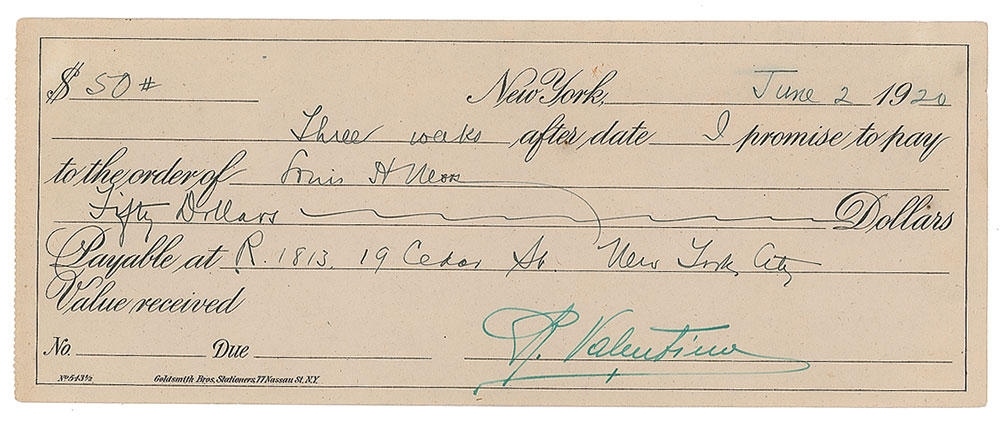 $ 50 # New York, June 2 1920
Three weeks after date I promise to pay
to the order of Louis H
Fifty Dollars Dollars
Payable at R. 1813, 19 Cedar St. New York City
Value received
No. Due R. Valentino
No 543½ Goldsmith Bros, Stationers, 77 Nassau St, N.Y.